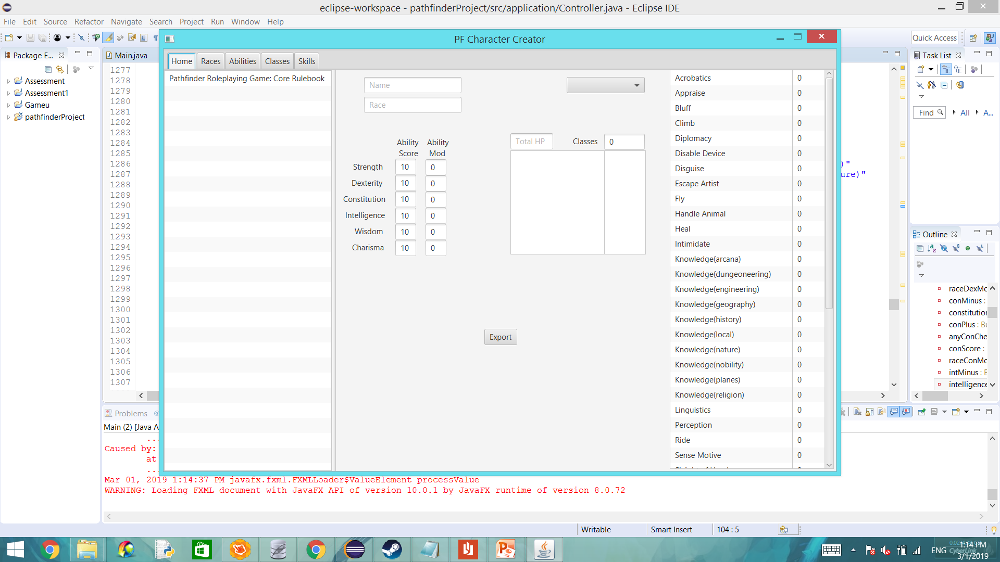 eclipse-workspace - pathfinderProject/src/application/Controller.java - Eclipse IDE
File Edit Source Refactor Navigate Search Project Run Window Help
Quick Access
Package E...
Assessment
Assessment1
Gameu
pathfinderProject
Main.java
1277
1278
1279
1280
1281
1282
1283
1284
1285
1286
1287
1288
1289
1290
1291
1292
1293
1294
1295
1296
1297
1298
1299
1300
1301
1302
1303
1304
1305
1306
1307
)"
ure)"
PF Character Creator
Home Races Abilities Classes Skills
Pathfinder Roleplaying Game: Core Rulebook
Name
Race
Ability Score Ability Mod
Strength 10 0
Dexterity 10 0
Constitution 10 0
Intelligence 10 0
Wisdom 10 0
Charisma 10 0
Total HP Classes 0
Export
Acrobatics 0
Appraise 0
Bluff 0
Climb 0
Diplomacy 0
Disable Device 0
Disguise 0
Escape Artist 0
Fly 0
Handle Animal 0
Heal 0
Intimidate 0
Knowledge(arcana) 0
Knowledge(dungeoneering) 0
Knowledge(engineering) 0
Knowledge(geography) 0
Knowledge(history) 0
Knowledge(local) 0
Knowledge(nature) 0
Knowledge(nobility) 0
Knowledge(planes) 0
Knowledge(religion) 0
Linguistics 0
Perception 0
Ride 0
Sense Motive 0
Task List
Find All A...
Outline
raceDexMo
conMinus :
constitution
conPlus : Bu
anyConChe
conScore :
raceConMo
intMinus : B
intelligence
Problems @
Main (2) [Java A
...
Caused by:
at
...
Mar 01, 2019 1:14:37 PM javafx.fxml.FXMLLoader$ValueElement processValue
WARNING: Loading FXML document with JavaFX API of version 10.0.1 by JavaFX runtime of version 8.0.72
Writable Smart Insert 104 : 5
ENG
1:14 PM
CyberLink
3/1/2019